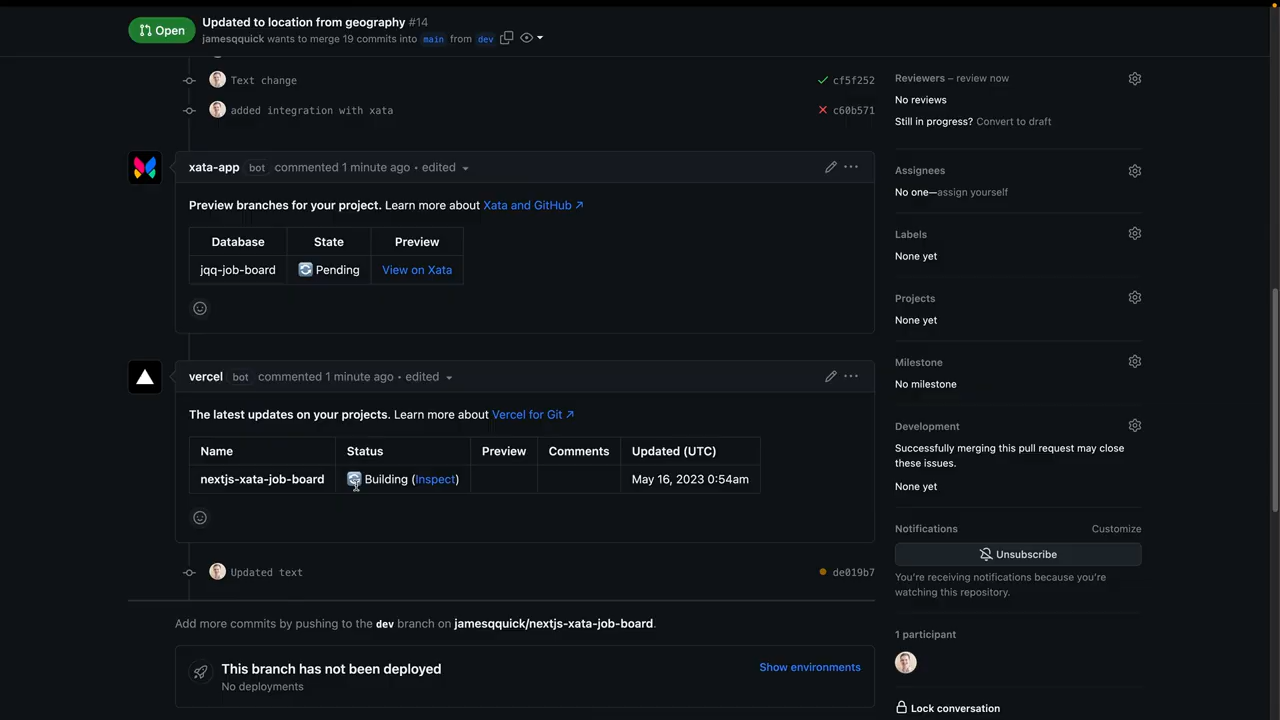 Open
Updated to location from geography #14
jamesqquick wants to merge 19 commits into main from dev
Text change cf5f252
added integration with xata c60b571
xata-app bot commented 1 minute ago • edited
Preview branches for your project. Learn more about Xata and GitHub ↗
Database State Preview
jqq-job-board Pending View on Xata
vercel bot commented 1 minute ago • edited
The latest updates on your projects. Learn more about Vercel for Git ↗
Name Status Preview Comments Updated (UTC)
nextjs-xata-job-board Building (Inspect) May 16, 2023 0:54am
Updated text de019b7
Add more commits by pushing to the dev branch on jamesqquick/nextjs-xata-job-board.
This branch has not been deployed
No deployments
Show environments
Reviewers – review now
No reviews
Still in progress? Convert to draft
Assignees
No one—assign yourself
Labels
None yet
Projects
None yet
Milestone
No milestone
Development
Successfully merging this pull request may close
these issues.
None yet
Notifications Customize
Unsubscribe
You're receiving notifications because you're
watching this repository.
1 participant
Lock conversation